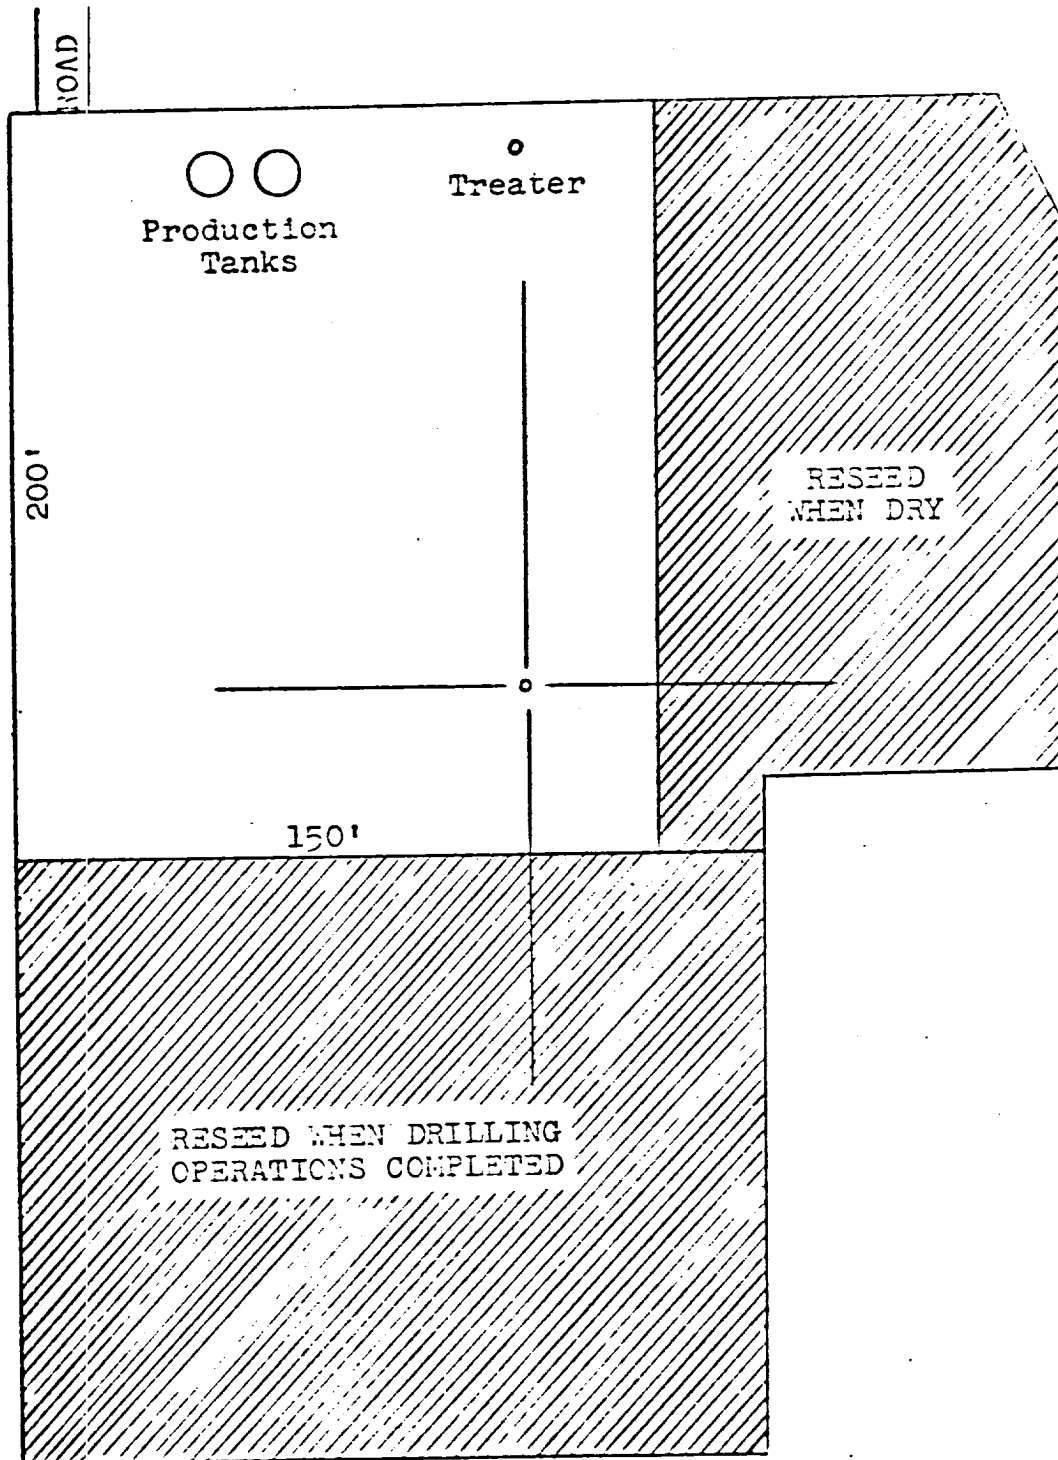 ROAD
Treater
Production
Tanks
200'
RESEED
WHEN DRY
150'
RESEED WHEN DRILLING
OPERATIONS COMPLETED